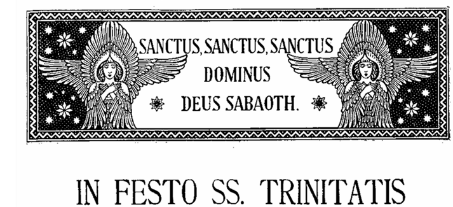 SANCTUS, SANCTUS, SANCTUS
DOMINUS
DEUS SABAOTH.
IN FESTO SS. TRINITATIS